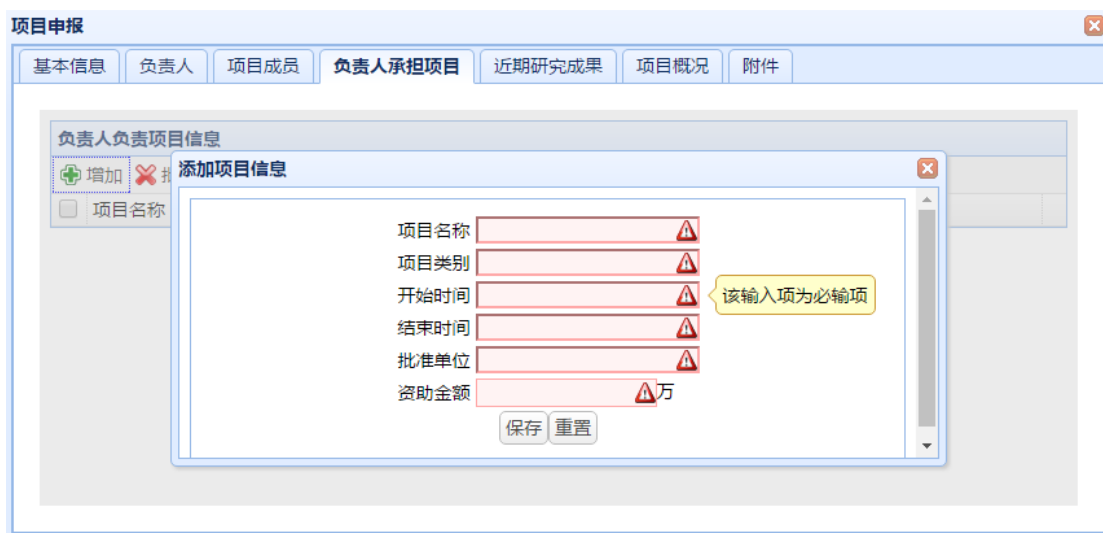 项目申报
基本信息 负责人 项目成员 负责人承担项目 近期研究成果 项目概况 附件
负责人负责项目信息
增加
添加项目信息
项目名称
项目名称
项目类别
开始时间 该输入项为必输项
结束时间
批准单位
资助金额 万
保存 重置